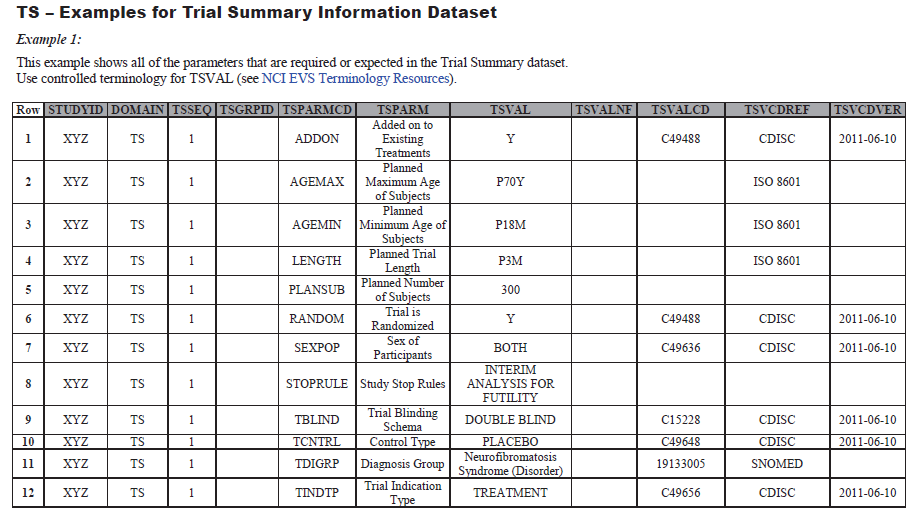 TS – Examples for Trial Summary Information Dataset
Example 1:
This example shows all of the parameters that are required or expected in the Trial Summary dataset.
Use controlled terminology for TSVAL (see NCI EVS Terminology Resources).
Row STUDYID DOMAIN TSSEQ TSGRPID TSPARMCD TSPARM TSVAL TSVALNF TSVALCD TSVCDREF TSVCDVER
1 XYZ TS 1 ADDON Added on to Existing Treatments Y C49488 CDISC 2011-06-10
2 XYZ TS 1 AGEMAX Planned Maximum Age of Subjects P70Y ISO 8601
3 XYZ TS 1 AGEMIN Planned Minimum Age of Subjects P18M ISO 8601
4 XYZ TS 1 LENGTH Planned Trial Length P3M ISO 8601
5 XYZ TS 1 PLANSUB Planned Number of Subjects 300
6 XYZ TS 1 RANDOM Trial is Randomized Y C49488 CDISC 2011-06-10
7 XYZ TS 1 SEXPOP Sex of Participants BOTH C49636 CDISC 2011-06-10
8 XYZ TS 1 STOPRULE Study Stop Rules INTERIM ANALYSIS FOR FUTILITY
9 XYZ TS 1 TBLIND Trial Blinding Schema DOUBLE BLIND C15228 CDISC 2011-06-10
10 XYZ TS 1 TCNTRL Control Type PLACEBO C49648 CDISC 2011-06-10
11 XYZ TS 1 TDIGRP Diagnosis Group Neurofibromatosis Syndrome (Disorder) 19133005 SNOMED
12 XYZ TS 1 TINDTP Trial Indication Type TREATMENT C49656 CDISC 2011-06-10